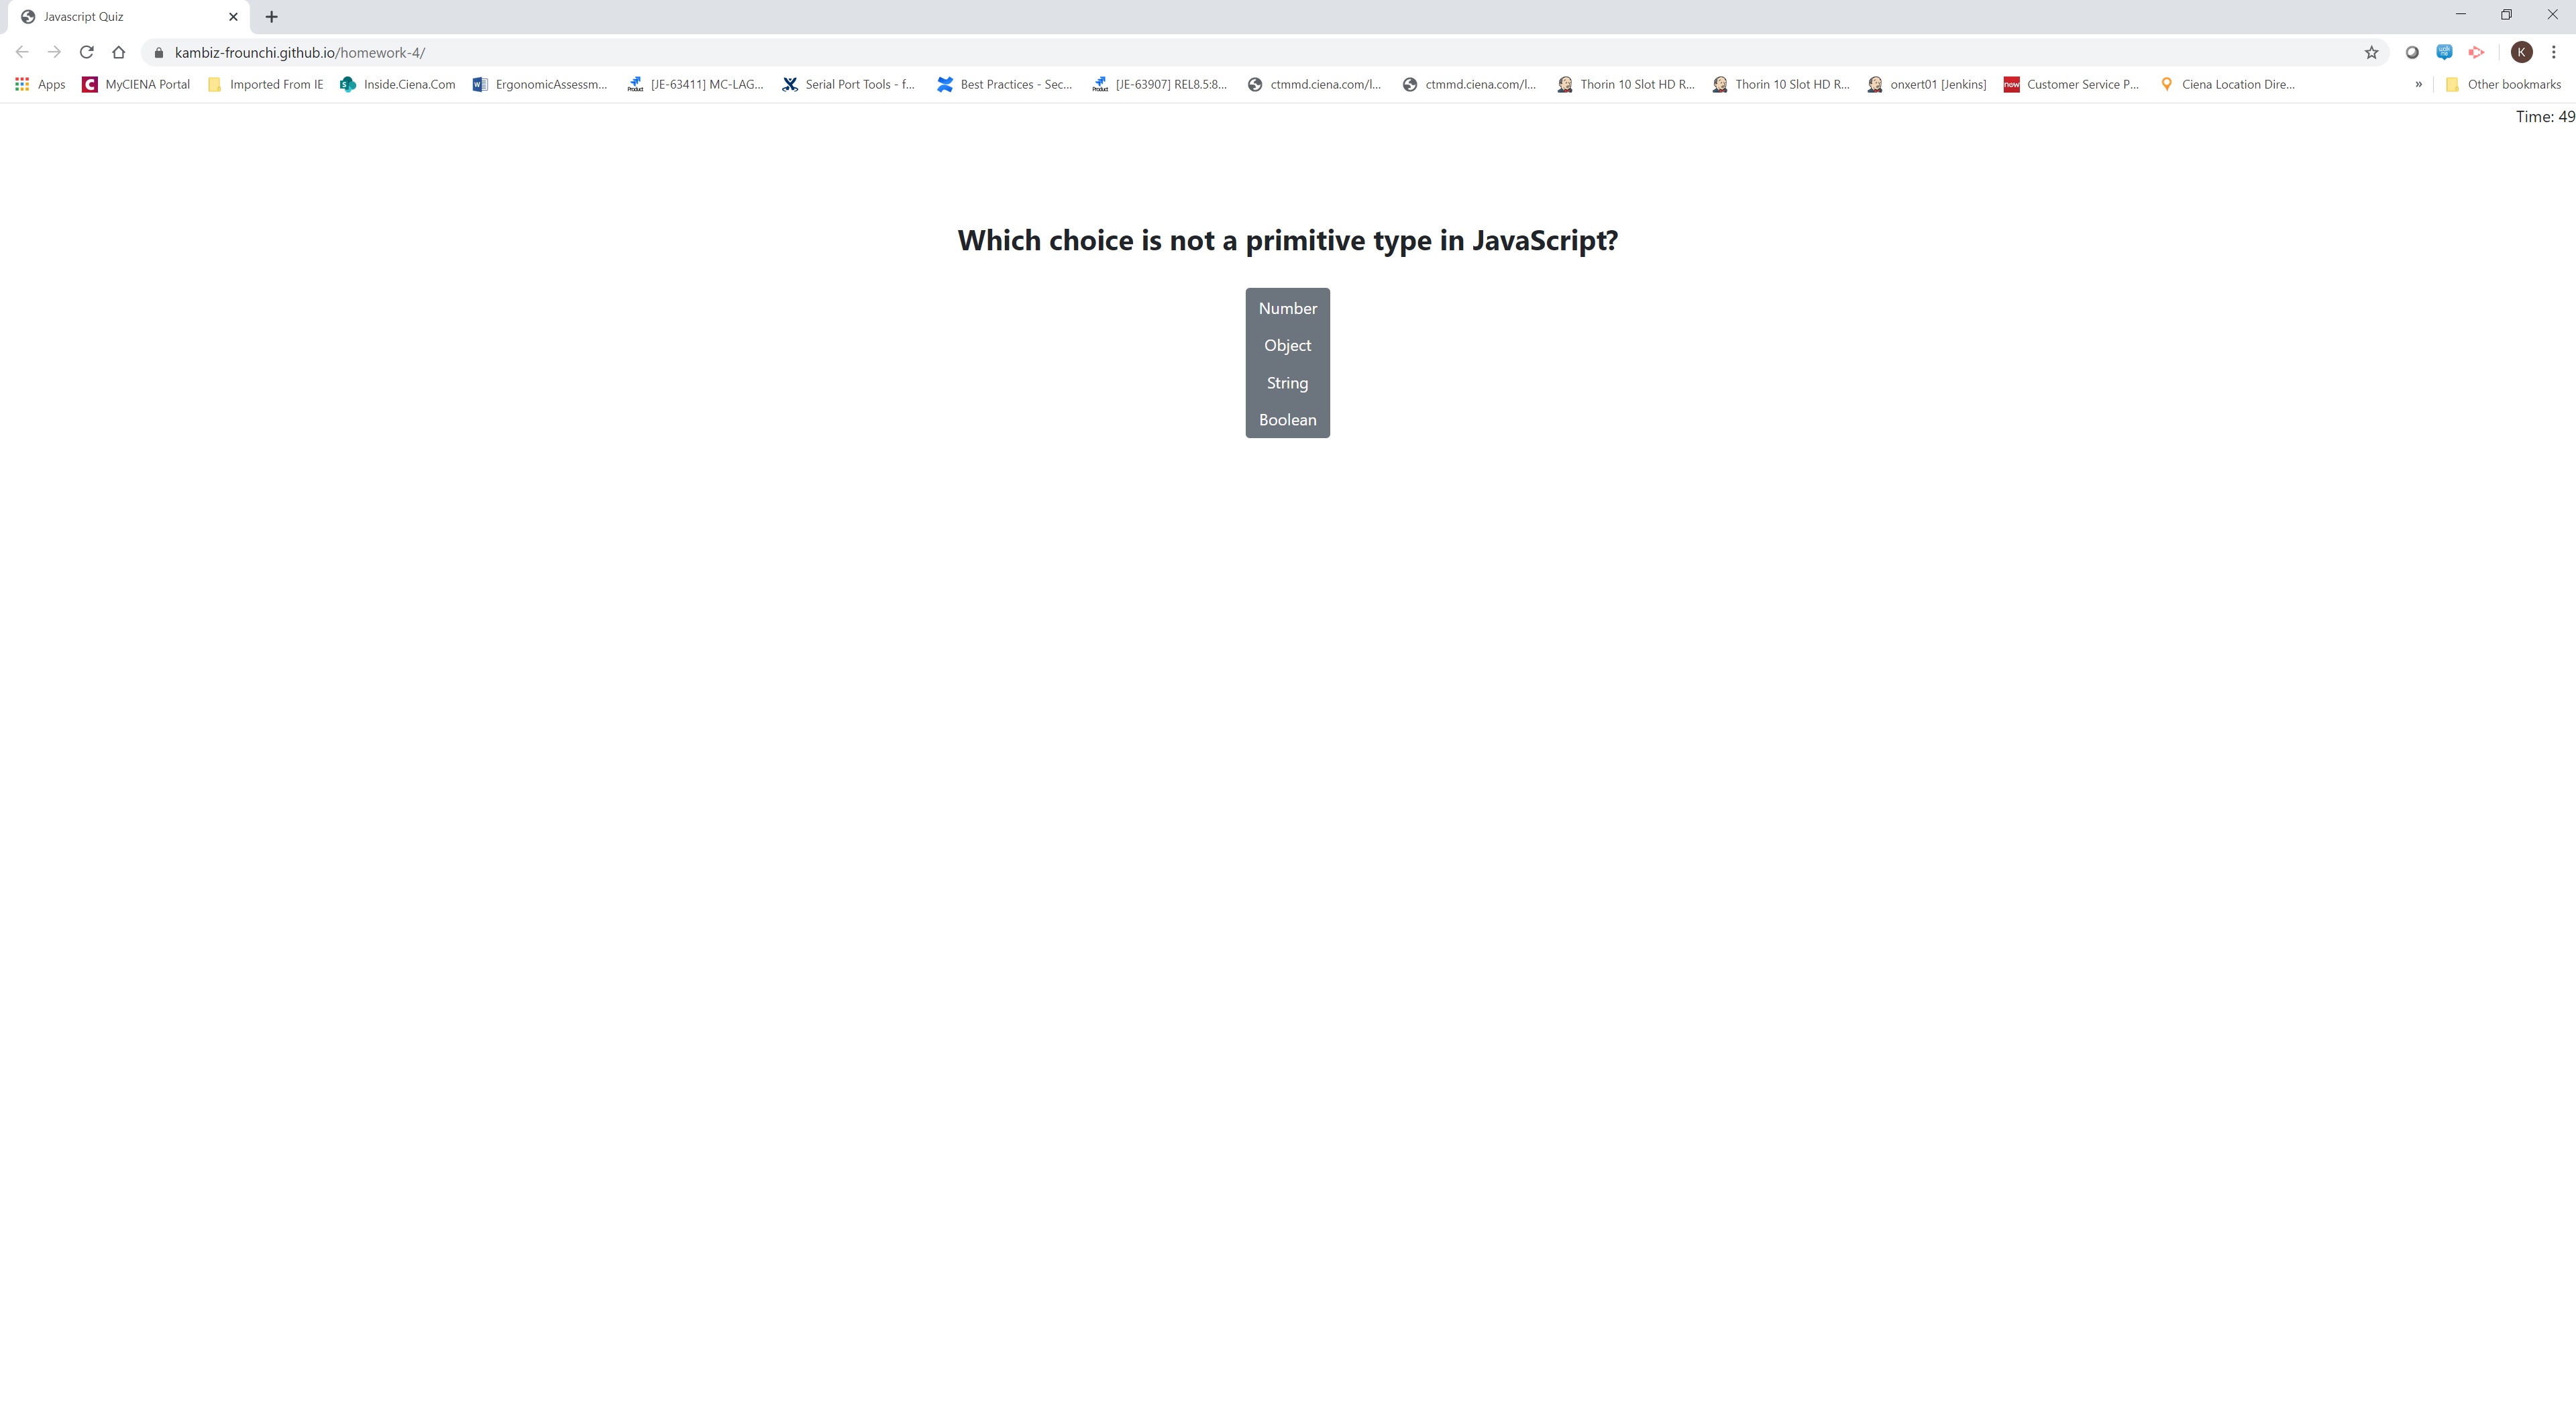 Javascript Quiz
kambiz-frounchi.github.io/homework-4/
K
Apps MyCIENA Portal Imported From IE Inside.Ciena.Com ErgonomicAssessm... [JE-63411] MC-LAG... Serial Port Tools - f... Best Practices - Sec... [JE-63907] REL8.5:8... ctmmd.ciena.com/l... ctmmd.ciena.com/l... Thorin 10 Slot HD R... Thorin 10 Slot HD R... onxert01 [Jenkins] now Customer Service P... Ciena Location Dire... » Other bookmarks
Time: 49
Which choice is not a primitive type in JavaScript?
Number
Object
String
Boolean